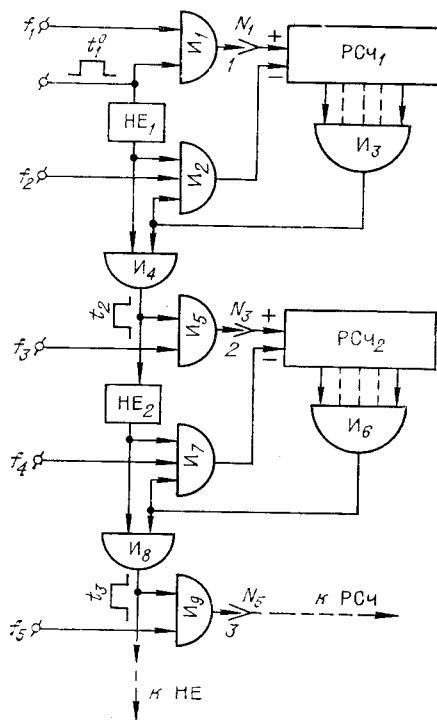 f₁ И₁ N₁ + РСч₁
t₁⁰ 1 −
НЕ₁
И₃
f₂ И₂
И₄
t₂ И₅ N₃ + РСч₂
f₃ 2 −
НЕ₂
И₆
f₄ И₇
И₈
t₃ И₉ N₅ к РСч
f₅ 3
к НЕ